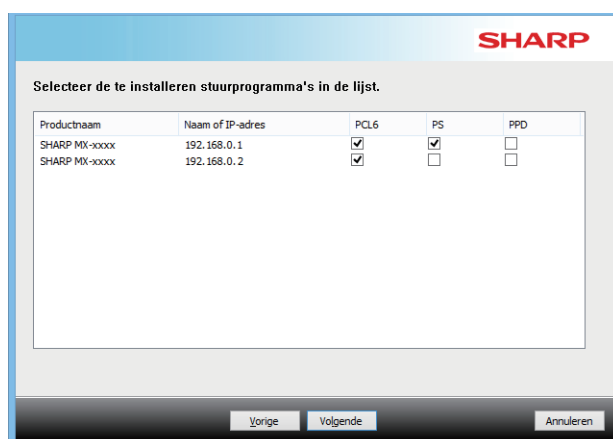 SHARP
Selecteer de te installeren stuurprogramma's in de lijst.
Productnaam Naam of IP-adres PCL6 PS PPD
SHARP MX-xxxx 192.168.0.1
SHARP MX-xxxx 192.168.0.2
Vorige Volgende Annuleren